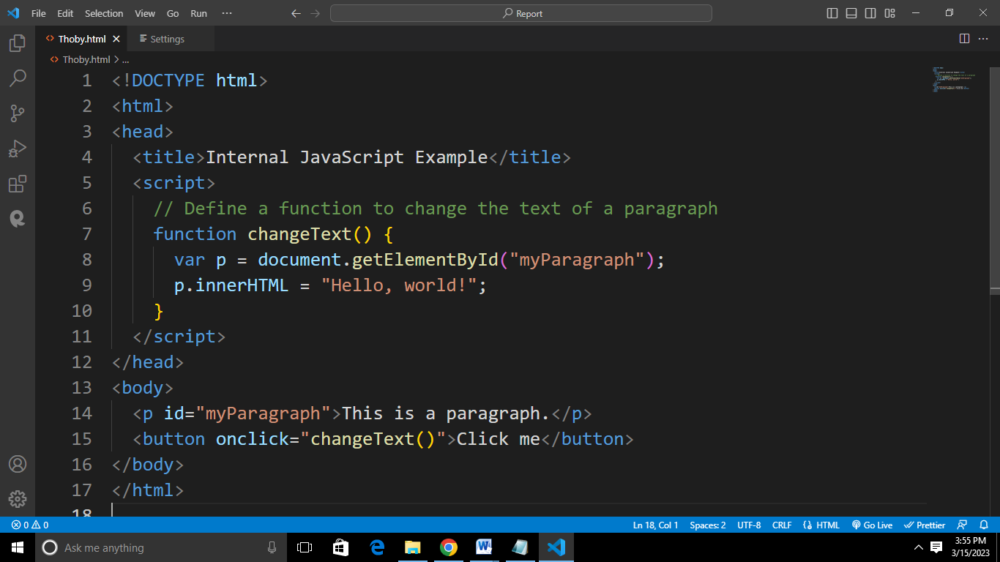 File Edit Selection View Go Run ··· Report
Thoby.html Settings
Thoby.html > ...
1 <!DOCTYPE html>
2 <html>
3 <head>
4 <title>Internal JavaScript Example</title>
5 <script>
6 // Define a function to change the text of a paragraph
7 function changeText() {
8 var p = document.getElementById("myParagraph");
9 p.innerHTML = "Hello, world!";
10 }
11 </script>
12 </head>
13 <body>
14 <p id="myParagraph">This is a paragraph.</p>
15 <button onclick="changeText()">Click me</button>
16 </body>
17 </html>
18
0 0 Ln 18, Col 1 Spaces: 2 UTF-8 CRLF HTML Go Live Prettier
Ask me anything 3:55 PM
3/15/2023